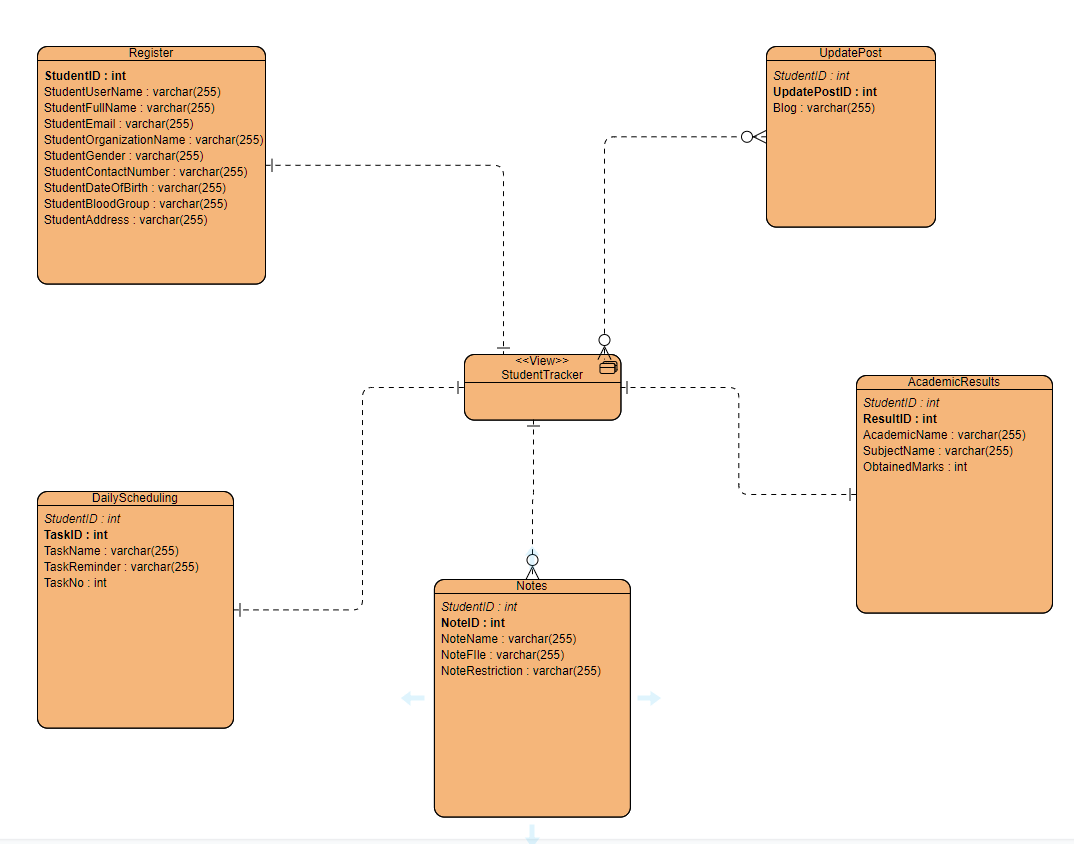 Register
StudentID : int
StudentUserName : varchar(255)
StudentFullName : varchar(255)
StudentEmail : varchar(255)
StudentOrganizationName : varchar(255)
StudentGender : varchar(255)
StudentContactNumber : varchar(255)
StudentDateOfBirth : varchar(255)
StudentBloodGroup : varchar(255)
StudentAddress : varchar(255)
UpdatePost
StudentID : int
UpdatePostID : int
Blog : varchar(255)
<<View>>
StudentTracker
AcademicResults
StudentID : int
ResultID : int
AcademicName : varchar(255)
SubjectName : varchar(255)
ObtainedMarks : int
DailyScheduling
StudentID : int
TaskID : int
TaskName : varchar(255)
TaskReminder : varchar(255)
TaskNo : int
Notes
StudentID : int
NoteID : int
NoteName : varchar(255)
NoteFIle : varchar(255)
NoteRestriction : varchar(255)